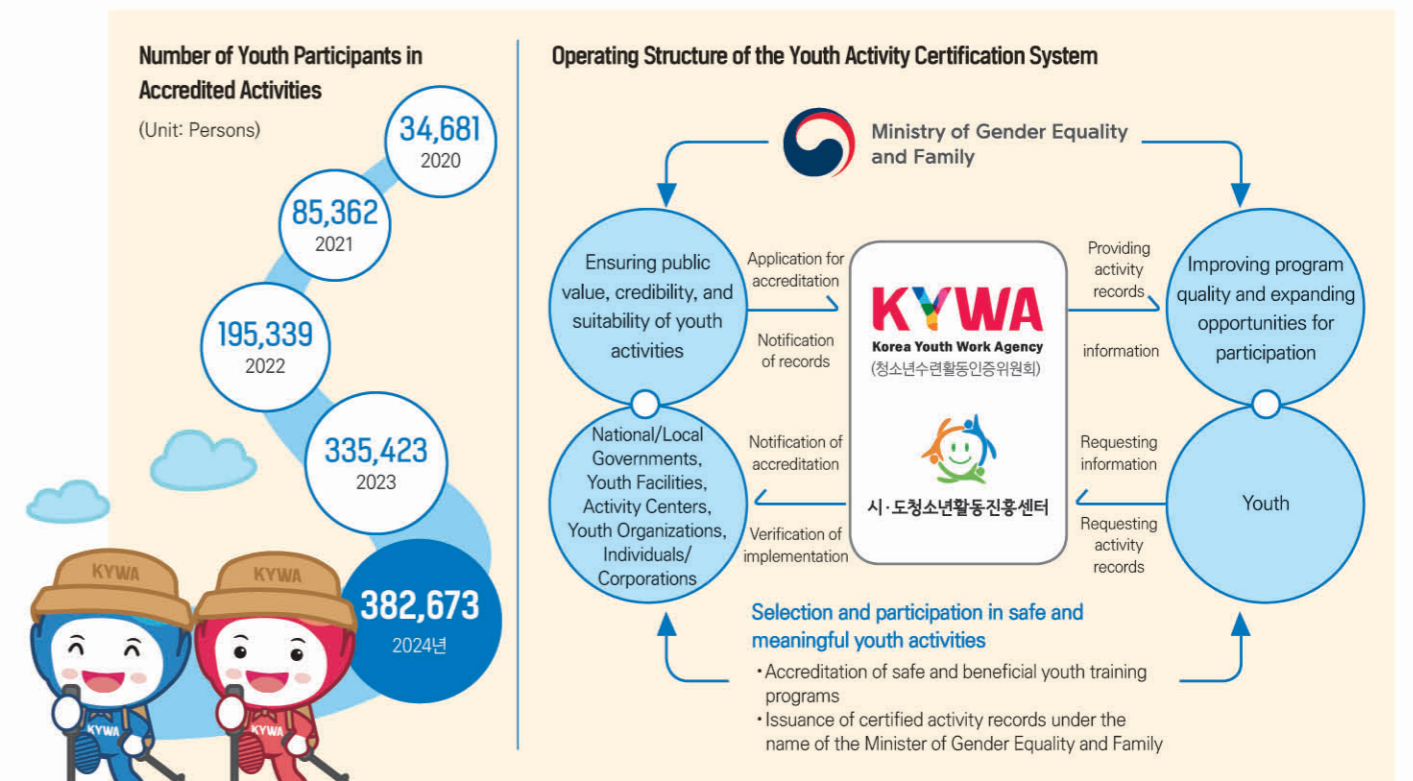 Number of Youth Participants in
Accredited Activities
(Unit: Persons)
34,681
2020
85,362
2021
195,339
2022
335,423
2023
382,673
2024년
KYWA
KYWA
KYWA
KYWA
Operating Structure of the Youth Activity Certification System
Ministry of Gender Equality
and Family
Ensuring public
value, credibility, and
suitability of youth
activities
National/Local
Governments,
Youth Facilities,
Activity Centers,
Youth Organizations,
Individuals/
Corporations
Application for
accreditation
Notification
of records
Notification of
accreditation
Verification of
implementation
KYWA
Korea Youth Work Agency
(청소년수련활동인증위원회)
시·도청소년활동진흥센터
Providing
activity
records
information
Requesting
information
Requesting
activity
records
Improving program
quality and expanding
opportunities for
participation
Youth
Selection and participation in safe and
meaningful youth activities
·Accreditation of safe and beneficial youth training
programs
·Issuance of certified activity records under the
name of the Minister of Gender Equality and Family